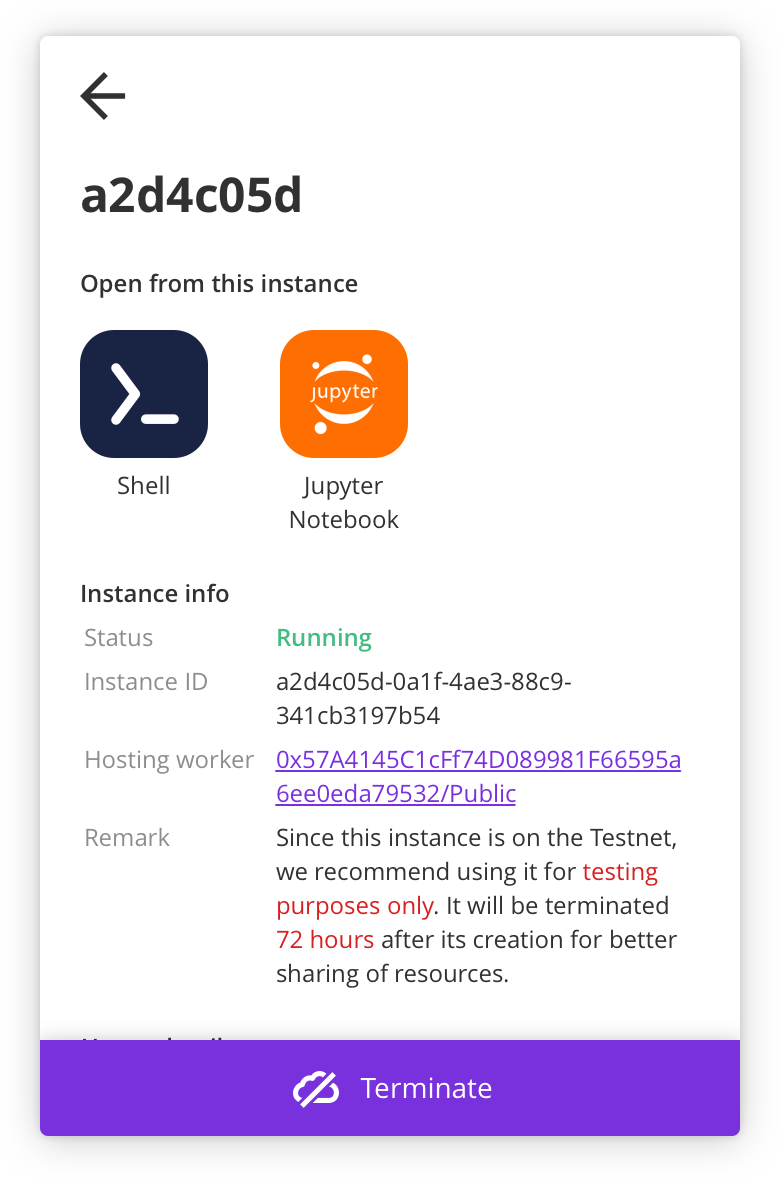 a2d4c05d
Open from this instance
jupyter
Shell
Jupyter
Notebook
Instance info
Status Running
Instance ID a2d4c05d-0a1f-4ae3-88c9-
341cb3197b54
Hosting worker 0x57A4145C1cFf74D089981F66595a
6ee0eda79532/Public
Remark Since this instance is on the Testnet,
we recommend using it for testing
purposes only. It will be terminated
72 hours after its creation for better
sharing of resources.
Terminate